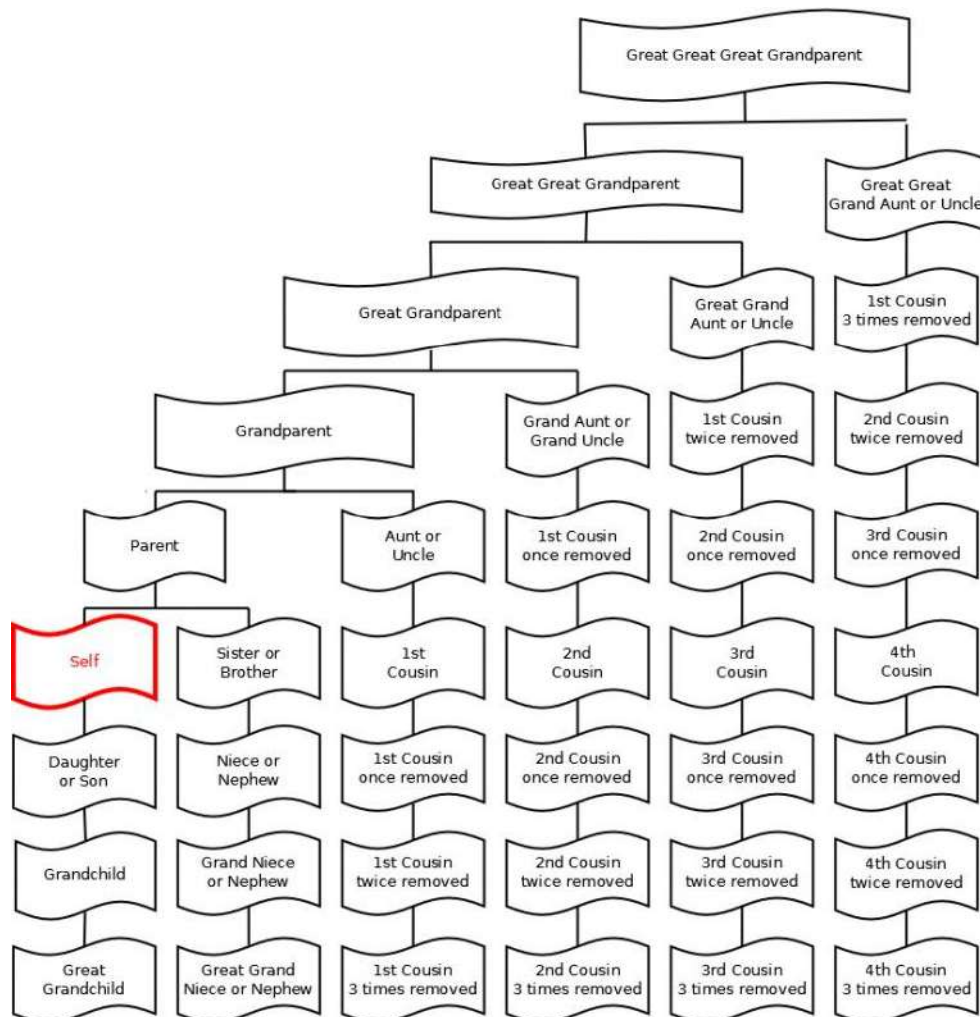 Great Great Great Grandparent
Great Great Grandparent
Great Great
Grand Aunt or Uncle
Great Grandparent
Great Grand
Aunt or Uncle
1st Cousin
3 times removed
Grandparent
Grand Aunt or
Grand Uncle
1st Cousin
twice removed
2nd Cousin
twice removed
Parent
Aunt or
Uncle
1st Cousin
once removed
2nd Cousin
once removed
3rd Cousin
once removed
Self
Sister or
Brother
1st
Cousin
2nd
Cousin
3rd
Cousin
4th
Cousin
Daughter
or Son
Niece or
Nephew
1st Cousin
once removed
2nd Cousin
once removed
3rd Cousin
once removed
4th Cousin
once removed
Grandchild
Grand Niece
or Nephew
1st Cousin
twice removed
2nd Cousin
twice removed
3rd Cousin
twice removed
4th Cousin
twice removed
Great
Grandchild
Great Grand
Niece or Nephew
1st Cousin
3 times removed
2nd Cousin
3 times removed
3rd Cousin
3 times removed
4th Cousin
3 times removed